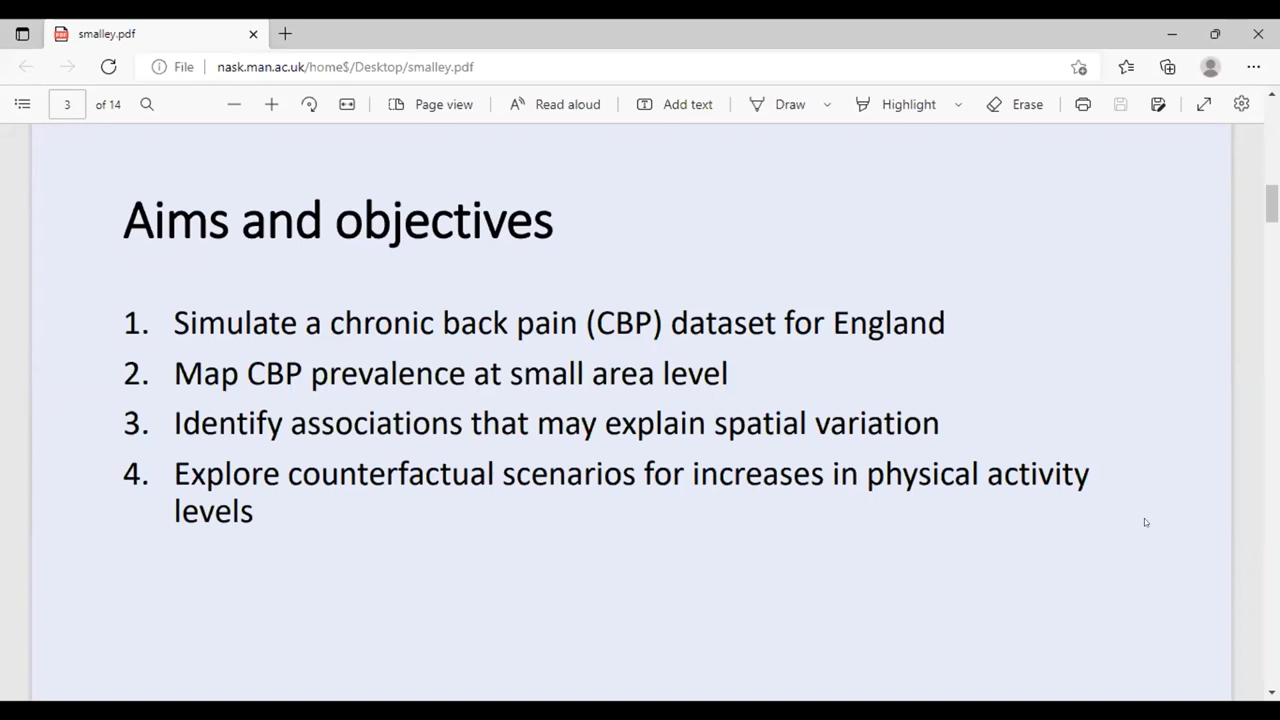 smalley.pdf
File nask.man.ac.uk/home$/Desktop/smalley.pdf
3 of 14 Page view Read aloud Add text Draw Highlight Erase
Aims and objectives
1. Simulate a chronic back pain (CBP) dataset for England
2. Map CBP prevalence at small area level
3. Identify associations that may explain spatial variation
4. Explore counterfactual scenarios for increases in physical activity
levels